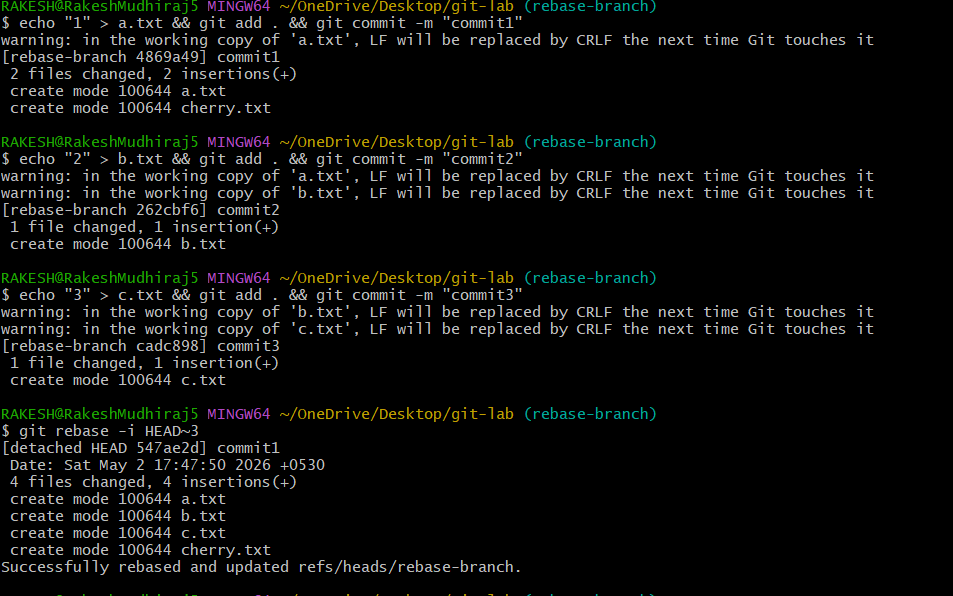 RAKESH@RakeshMudhiraj5 MINGW64 ~/OneDrive/Desktop/git-lab (rebase-branch)
$ echo "1" > a.txt && git add . && git commit -m "commit1"
warning: in the working copy of 'a.txt', LF will be replaced by CRLF the next time Git touches it
[rebase-branch 4869a49] commit1
 2 files changed, 2 insertions(+)
 create mode 100644 a.txt
 create mode 100644 cherry.txt

RAKESH@RakeshMudhiraj5 MINGW64 ~/OneDrive/Desktop/git-lab (rebase-branch)
$ echo "2" > b.txt && git add . && git commit -m "commit2"
warning: in the working copy of 'a.txt', LF will be replaced by CRLF the next time Git touches it
warning: in the working copy of 'b.txt', LF will be replaced by CRLF the next time Git touches it
[rebase-branch 262cbf6] commit2
 1 file changed, 1 insertion(+)
 create mode 100644 b.txt

RAKESH@RakeshMudhiraj5 MINGW64 ~/OneDrive/Desktop/git-lab (rebase-branch)
$ echo "3" > c.txt && git add . && git commit -m "commit3"
warning: in the working copy of 'b.txt', LF will be replaced by CRLF the next time Git touches it
warning: in the working copy of 'c.txt', LF will be replaced by CRLF the next time Git touches it
[rebase-branch cadc898] commit3
 1 file changed, 1 insertion(+)
 create mode 100644 c.txt

RAKESH@RakeshMudhiraj5 MINGW64 ~/OneDrive/Desktop/git-lab (rebase-branch)
$ git rebase -i HEAD~3
[detached HEAD 547ae2d] commit1
 Date: Sat May 2 17:47:50 2026 +0530
 4 files changed, 4 insertions(+)
 create mode 100644 a.txt
 create mode 100644 b.txt
 create mode 100644 c.txt
 create mode 100644 cherry.txt
Successfully rebased and updated refs/heads/rebase-branch.